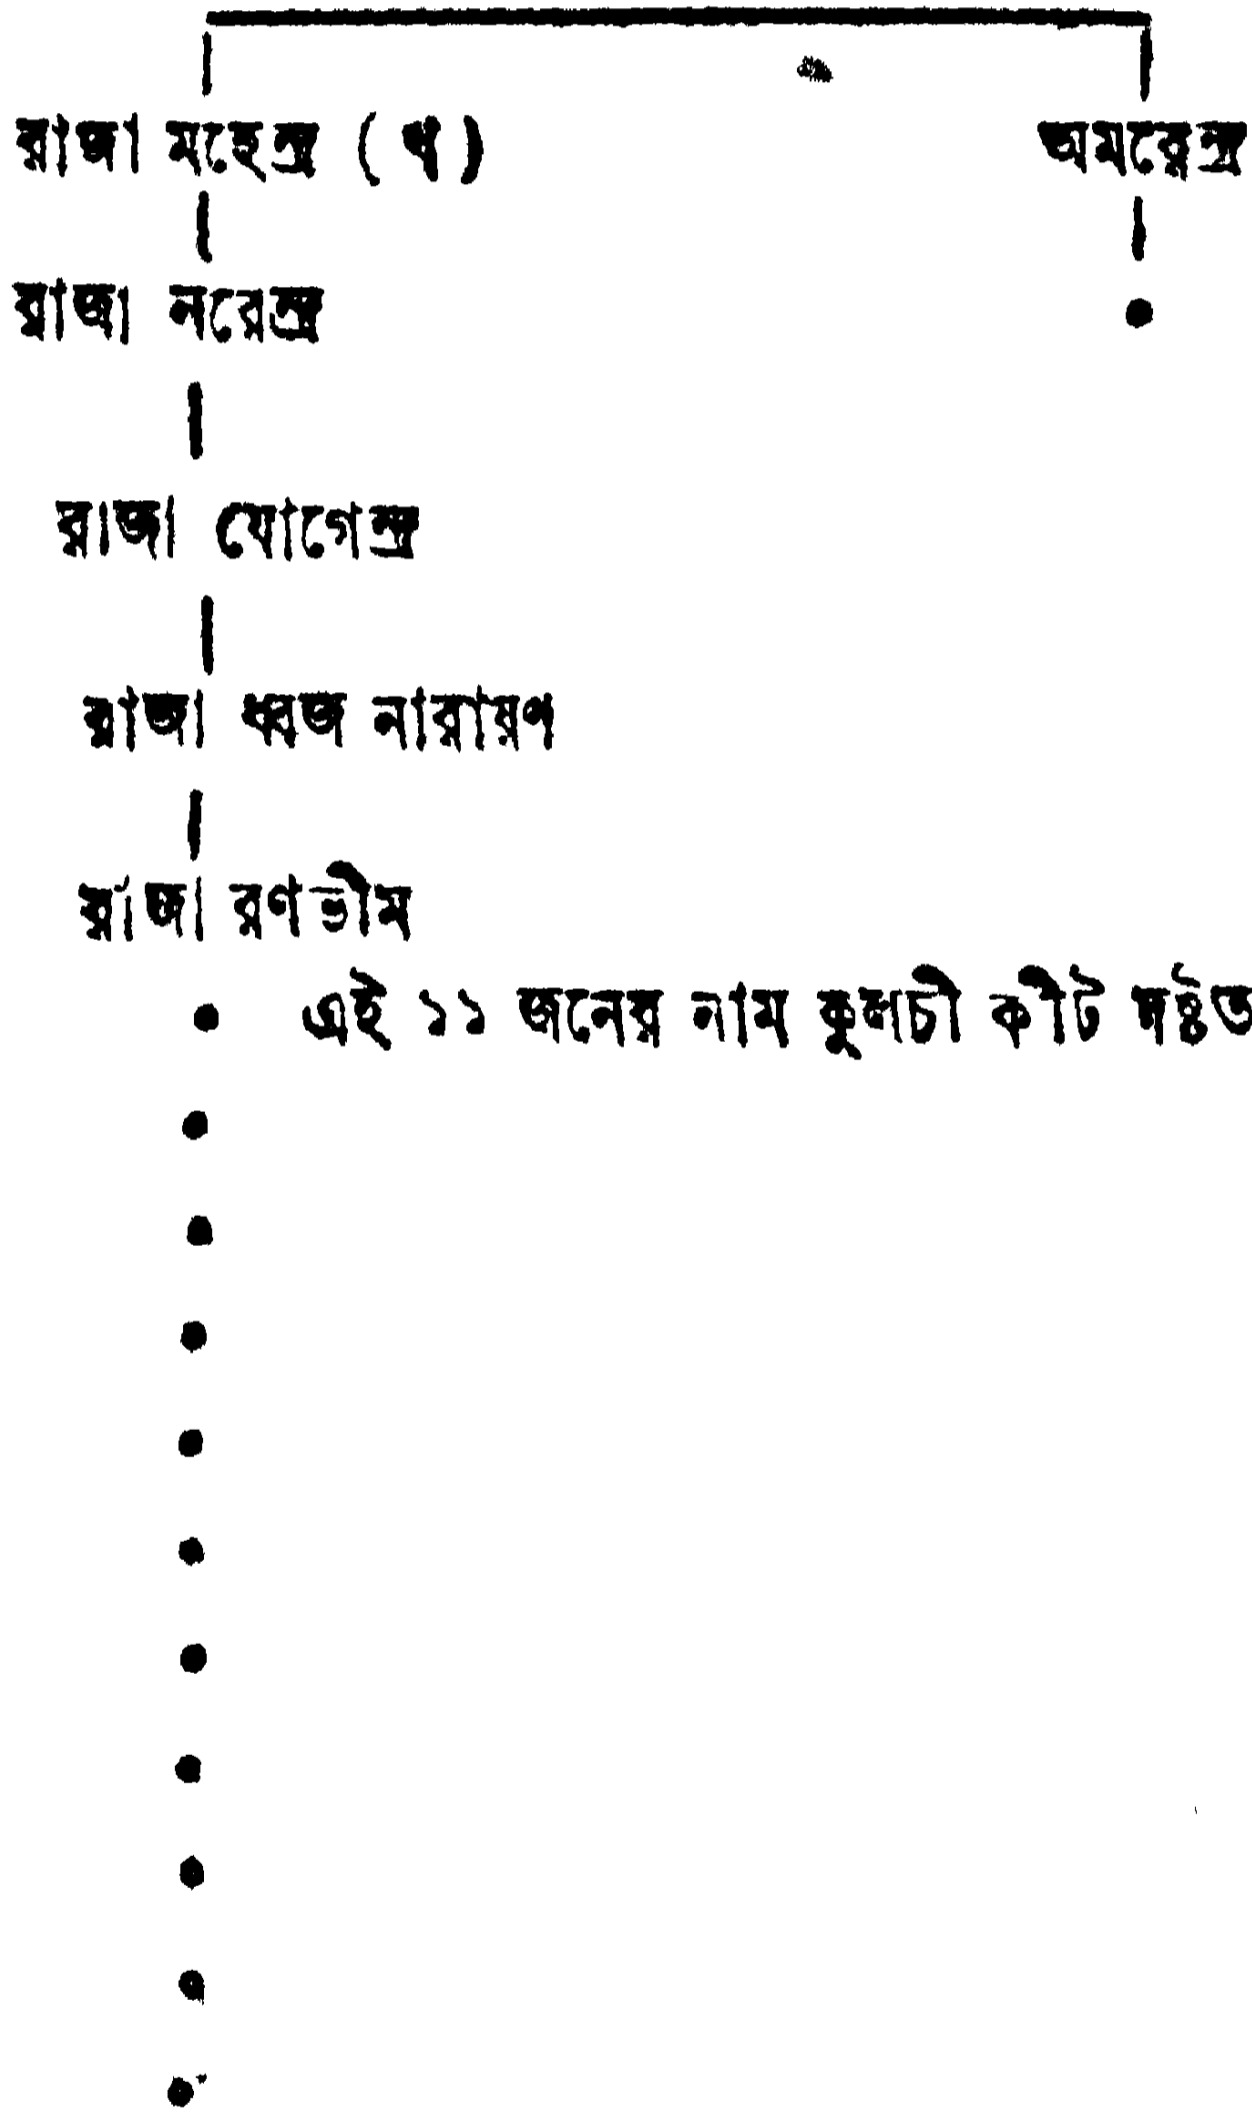 রাজা মহেন্দ্র ( খ ) অমরেন্দ্র
রাজা নরেন্দ্র
রাজা যোগেন্দ্র
রাজা ধ্বজ নারায়ণ
রাজা রণভীম
এই ১১ জনের নাম কুলচী কীট দষ্টত